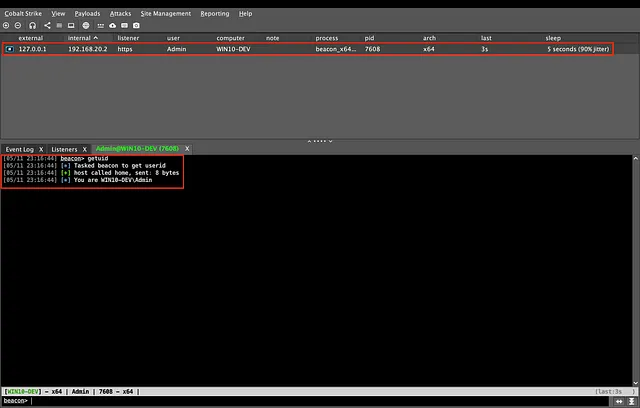 Cobalt Strike View Payloads Attacks Site Management Reporting Help
external internal listener user computer note process pid arch last sleep
127.0.0.1 192.168.20.2 https Admin WIN10-DEV beacon_x64... 7608 x64 3s 5 seconds (90% jitter)
Event Log X Listeners X Admin@WIN10-DEV (7608) X
[05/11 23:16:44] beacon> getuid
[05/11 23:16:44] [*] Tasked beacon to get userid
[05/11 23:16:44] [+] host called home, sent: 8 bytes
[05/11 23:16:44] [*] You are WIN10-DEV\Admin
[WIN10-DEV] - x64 | Admin | 7608 - x64 | (last:3s )
beacon>